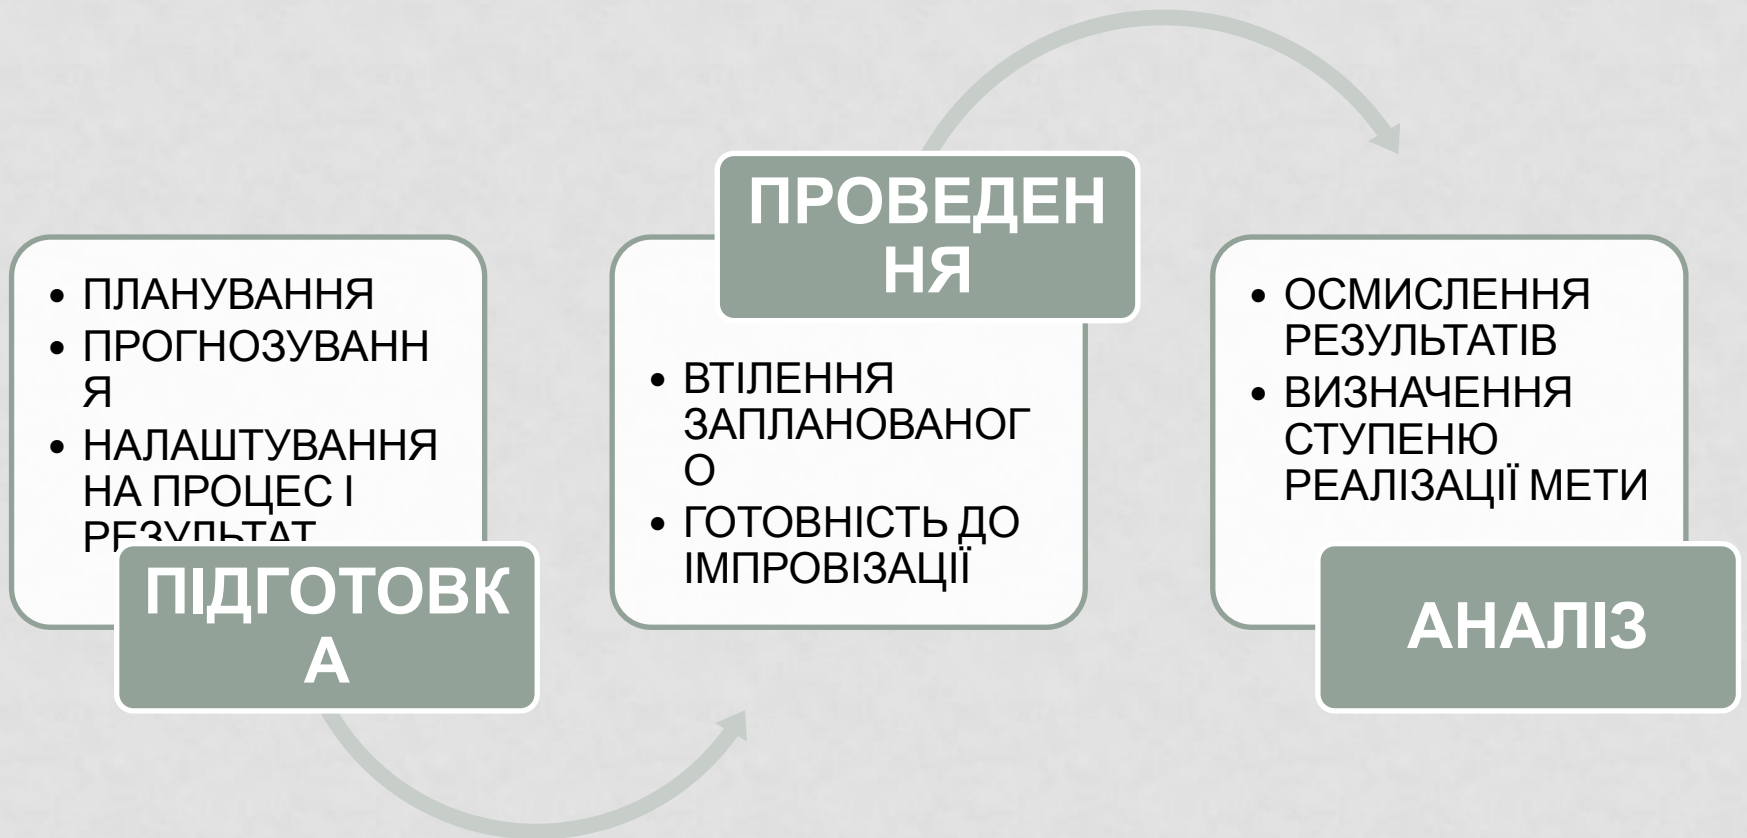 • ПЛАНУВАННЯ
• ПРОГНОЗУВАНН
Я
• НАЛАШТУВАННЯ
НА ПРОЦЕС І
РЕЗУЛЬТАТ
ПІДГОТОВК
А
ПРОВЕДЕН
НЯ
• ВТІЛЕННЯ
ЗАПЛАНОВАНОГ
О
• ГОТОВНІСТЬ ДО
ІМПРОВІЗАЦІЇ
• ОСМИСЛЕННЯ
РЕЗУЛЬТАТІВ
• ВИЗНАЧЕННЯ
СТУПЕНЮ
РЕАЛІЗАЦІЇ МЕТИ
АНАЛІЗ